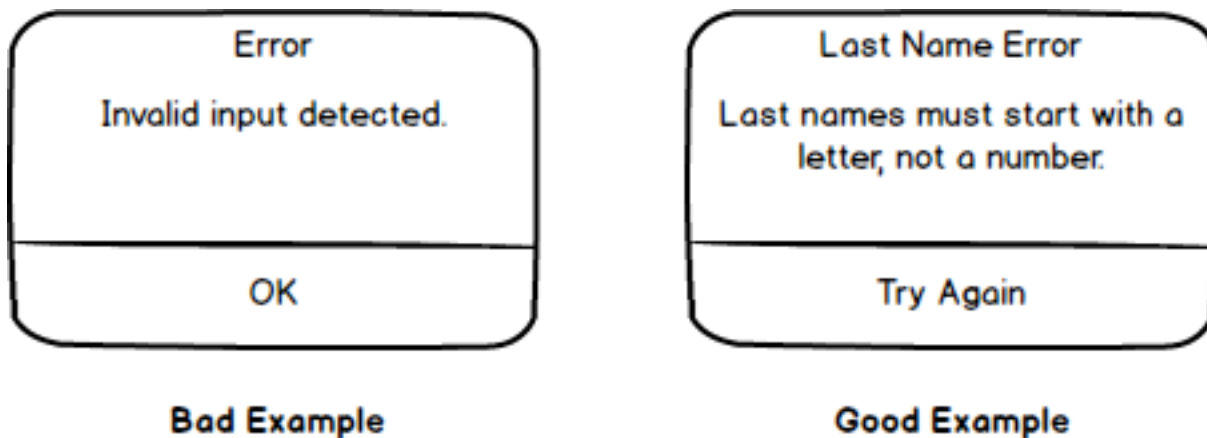 Error
Invalid input detected.
OK
Bad Example
Last Name Error
Last names must start with a
letter, not a number.
Try Again
Good Example